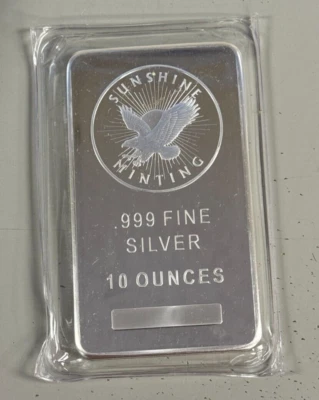 SUNSHINE
MINTING
.999 FINE
SILVER
10 OUNCES